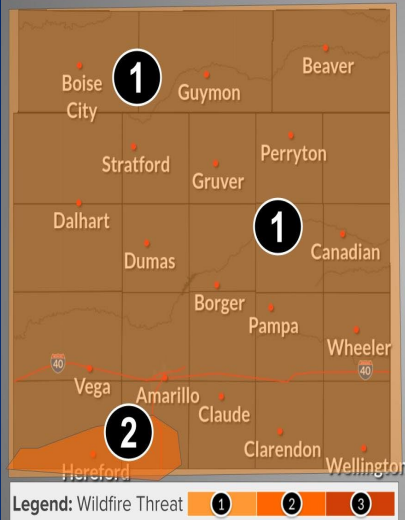 1
Boise
City
Guymon
Beaver
Stratford
Perryton
Gruver
Dalhart
1
Canadian
Dumas
Borger
Pampa
Wheeler
40
40
Vega
Amarillo
Claude
2
Clarendon
Hereford
Wellington
Legend: Wildfire Threat 1 2 3